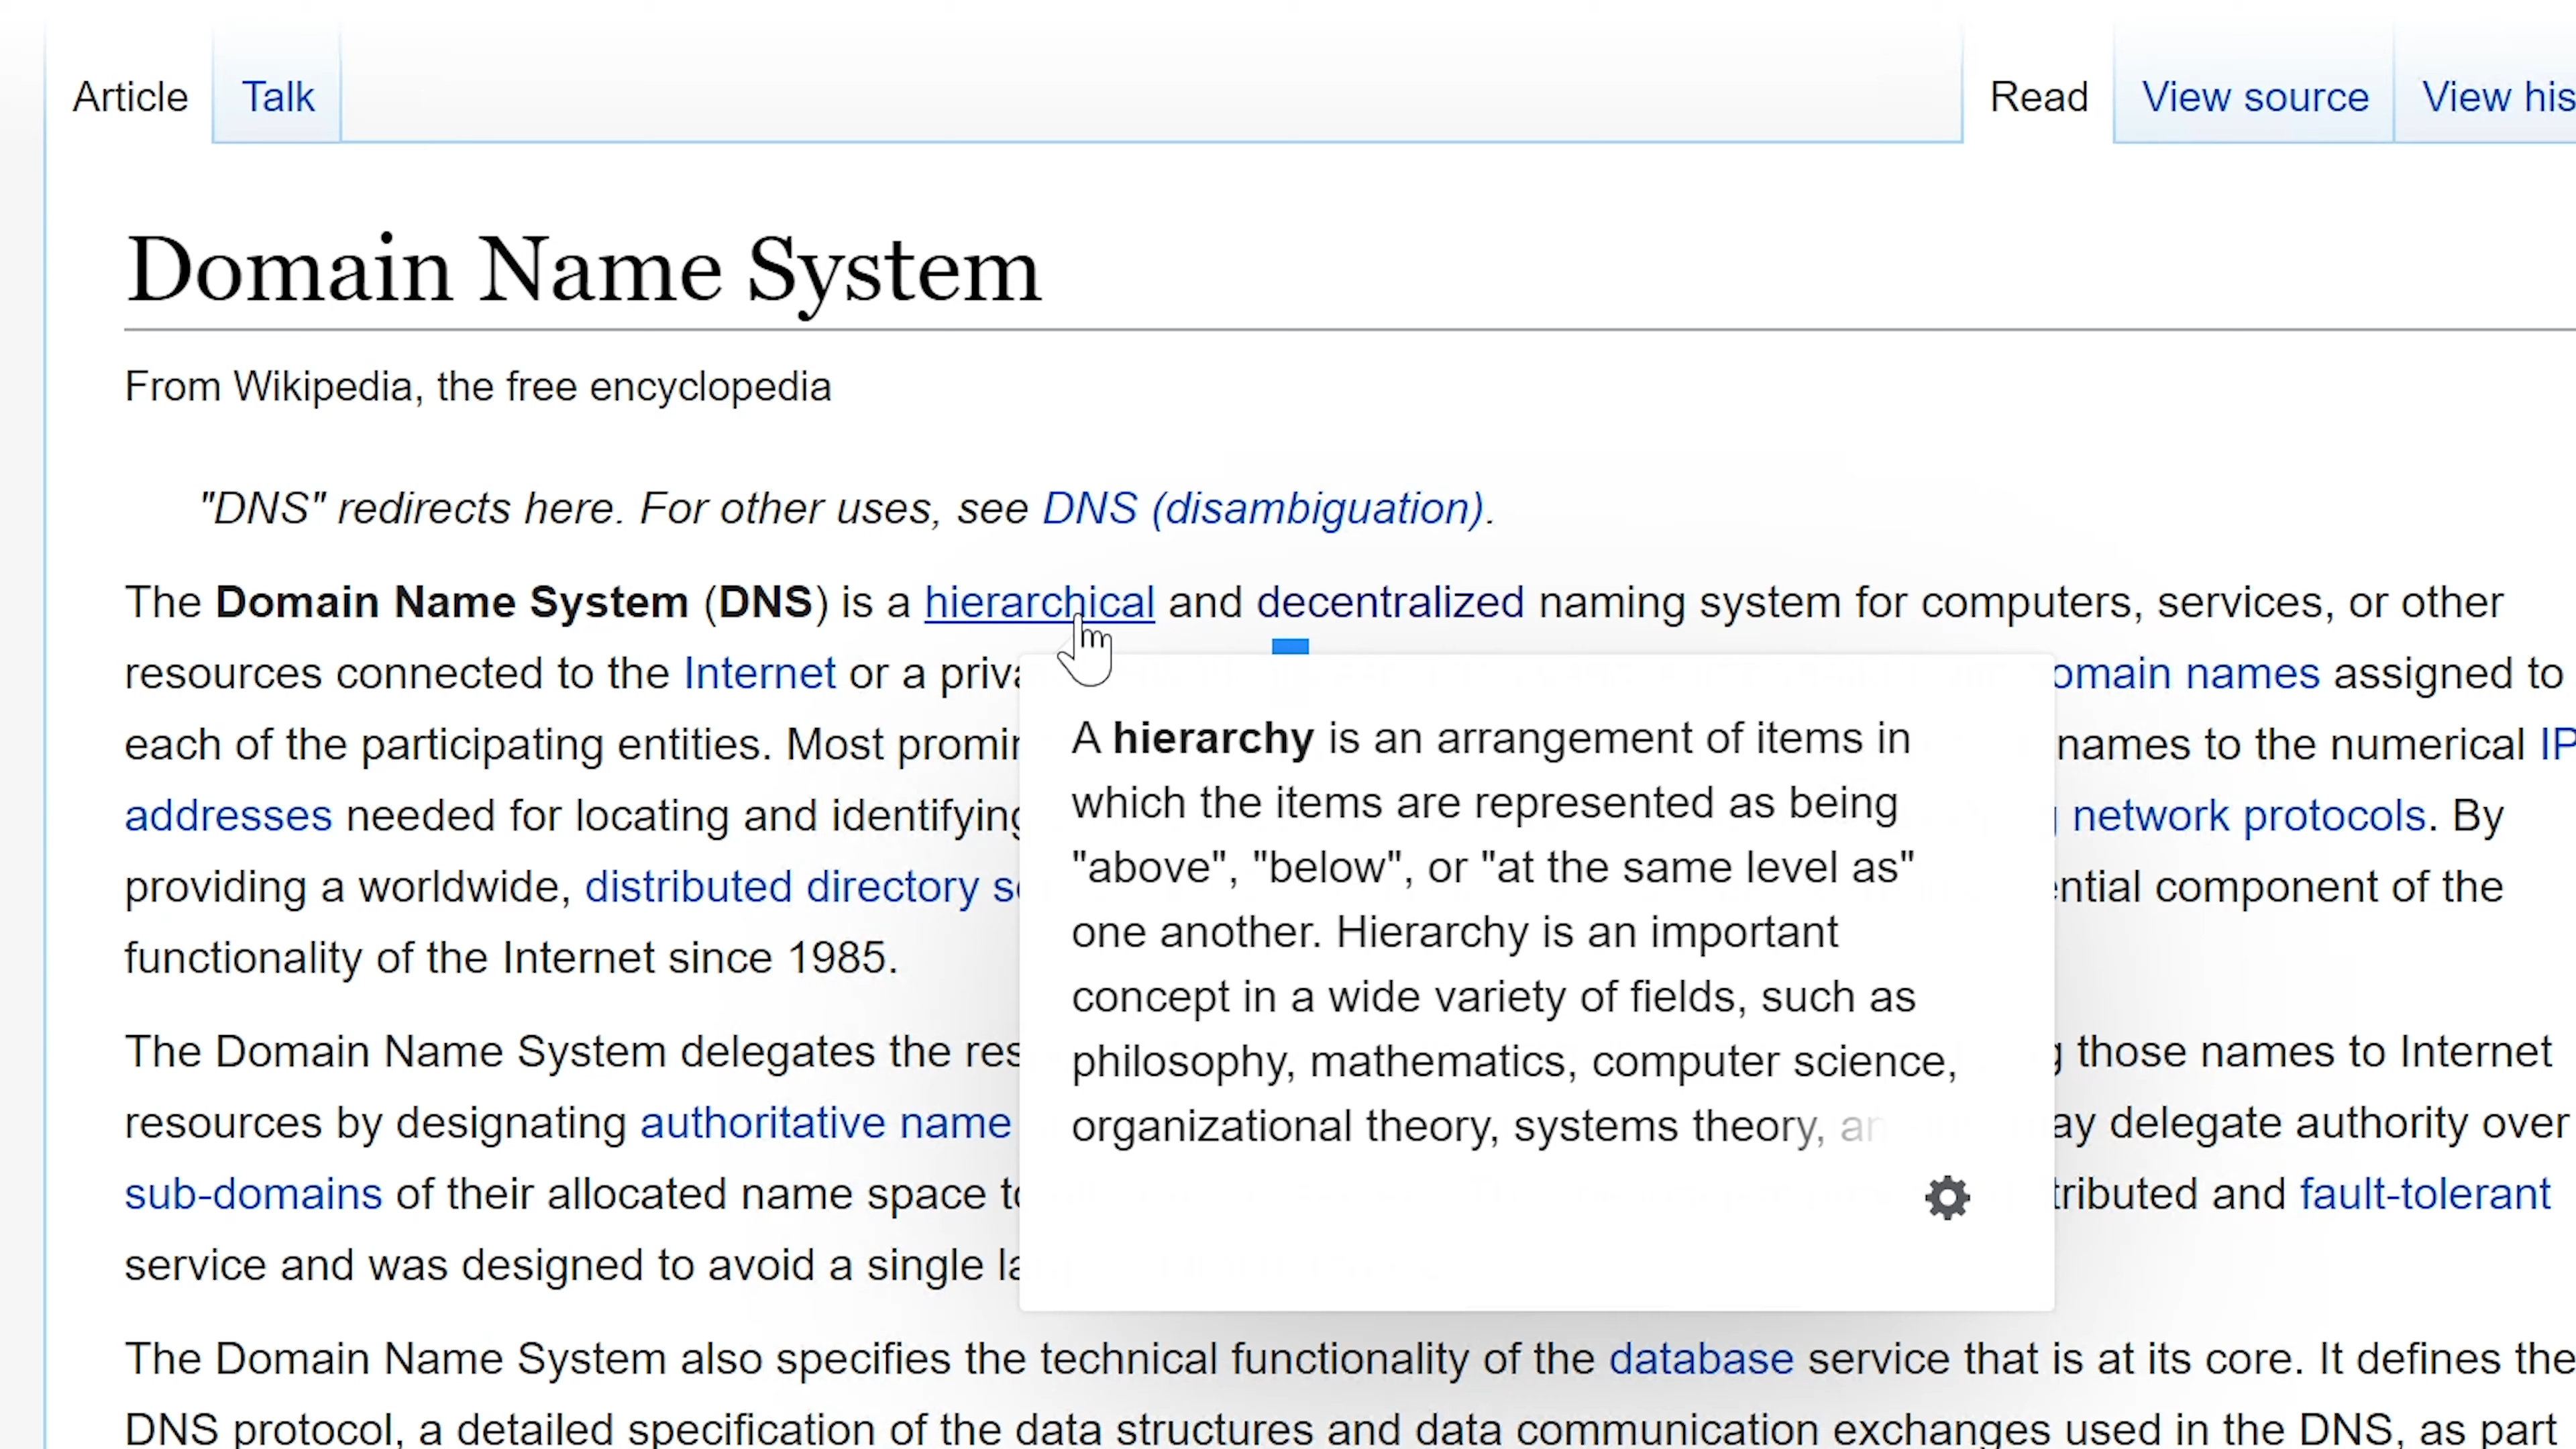 Article Talk Read View source View his
Domain Name System
From Wikipedia, the free encyclopedia
"DNS" redirects here. For other uses, see DNS (disambiguation).
The Domain Name System (DNS) is a hierarchical and decentralized naming system for computers, services, or other
resources connected to the Internet or a priva
omain names assigned to
each of the participating entities. Most promin
names to the numerical IP
addresses needed for locating and identifying
network protocols. By
providing a worldwide, distributed directory se
ential component of the
functionality of the Internet since 1985.
The Domain Name System delegates the res
g those names to Internet
resources by designating authoritative name
ay delegate authority over
sub-domains of their allocated name space to
tributed and fault-tolerant
service and was designed to avoid a single la
A hierarchy is an arrangement of items in
which the items are represented as being
"above", "below", or "at the same level as"
one another. Hierarchy is an important
concept in a wide variety of fields, such as
philosophy, mathematics, computer science,
organizational theory, systems theory, an
The Domain Name System also specifies the technical functionality of the database service that is at its core. It defines the
DNS protocol, a detailed specification of the data structures and data communication exchanges used in the DNS, as part